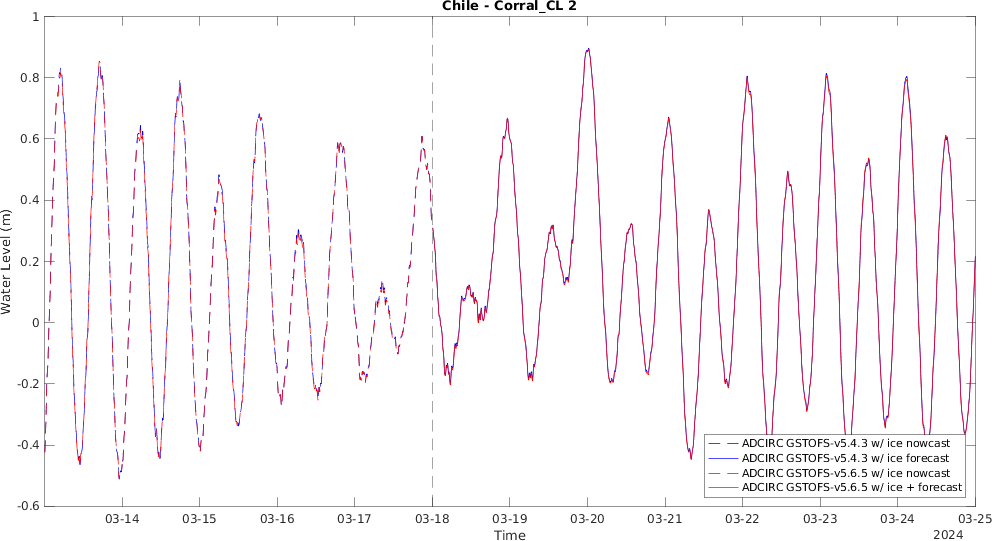 Chile - Corral_CL 2
1
0.8
0.6
0.4
0.2
0
-0.2
-0.4
-0.6
Water Level (m)
ADCIRC GSTOFS-v5.4.3 w/ ice nowcast
ADCIRC GSTOFS-v5.4.3 w/ ice forecast
ADCIRC GSTOFS-v5.6.5 w/ ice nowcast
ADCIRC GSTOFS-v5.6.5 w/ ice + forecast
03-14 03-15 03-16 03-17 03-18 03-19 03-20 03-21 03-22 03-23 03-24 03-25
Time
2024